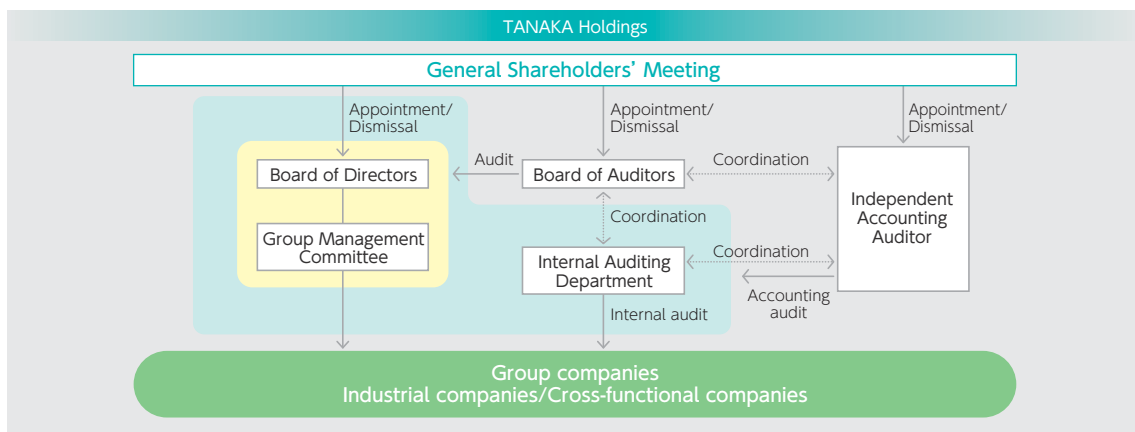 TANAKA Holdings
General Shareholders’ Meeting
Appointment/
Dismissal
Appointment/
Dismissal
Appointment/
Dismissal
Board of Directors
Audit
Board of Auditors
Coordination
Independent
Accounting
Auditor
Coordination
Group Management
Committee
Internal Auditing
Department
Coordination
Accounting
audit
Internal audit
Group companies
Industrial companies/Cross-functional companies